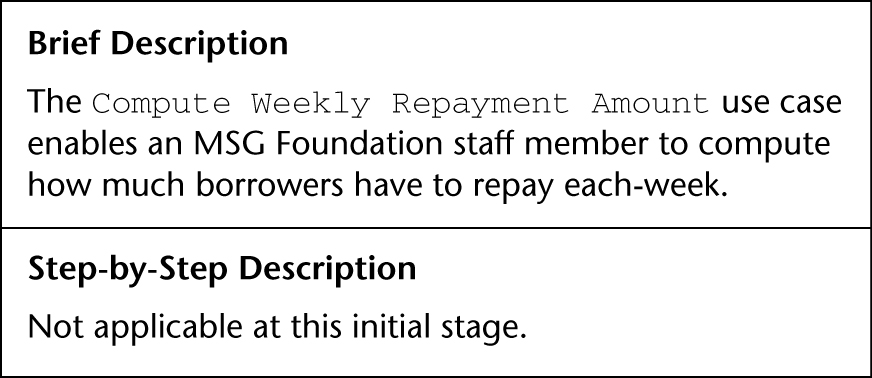 Brief Description
The Compute Weekly Repayment Amount use case
enables an MSG Foundation staff member to compute
how much borrowers have to repay each-week.
Step-by-Step Description
Not applicable at this initial stage.